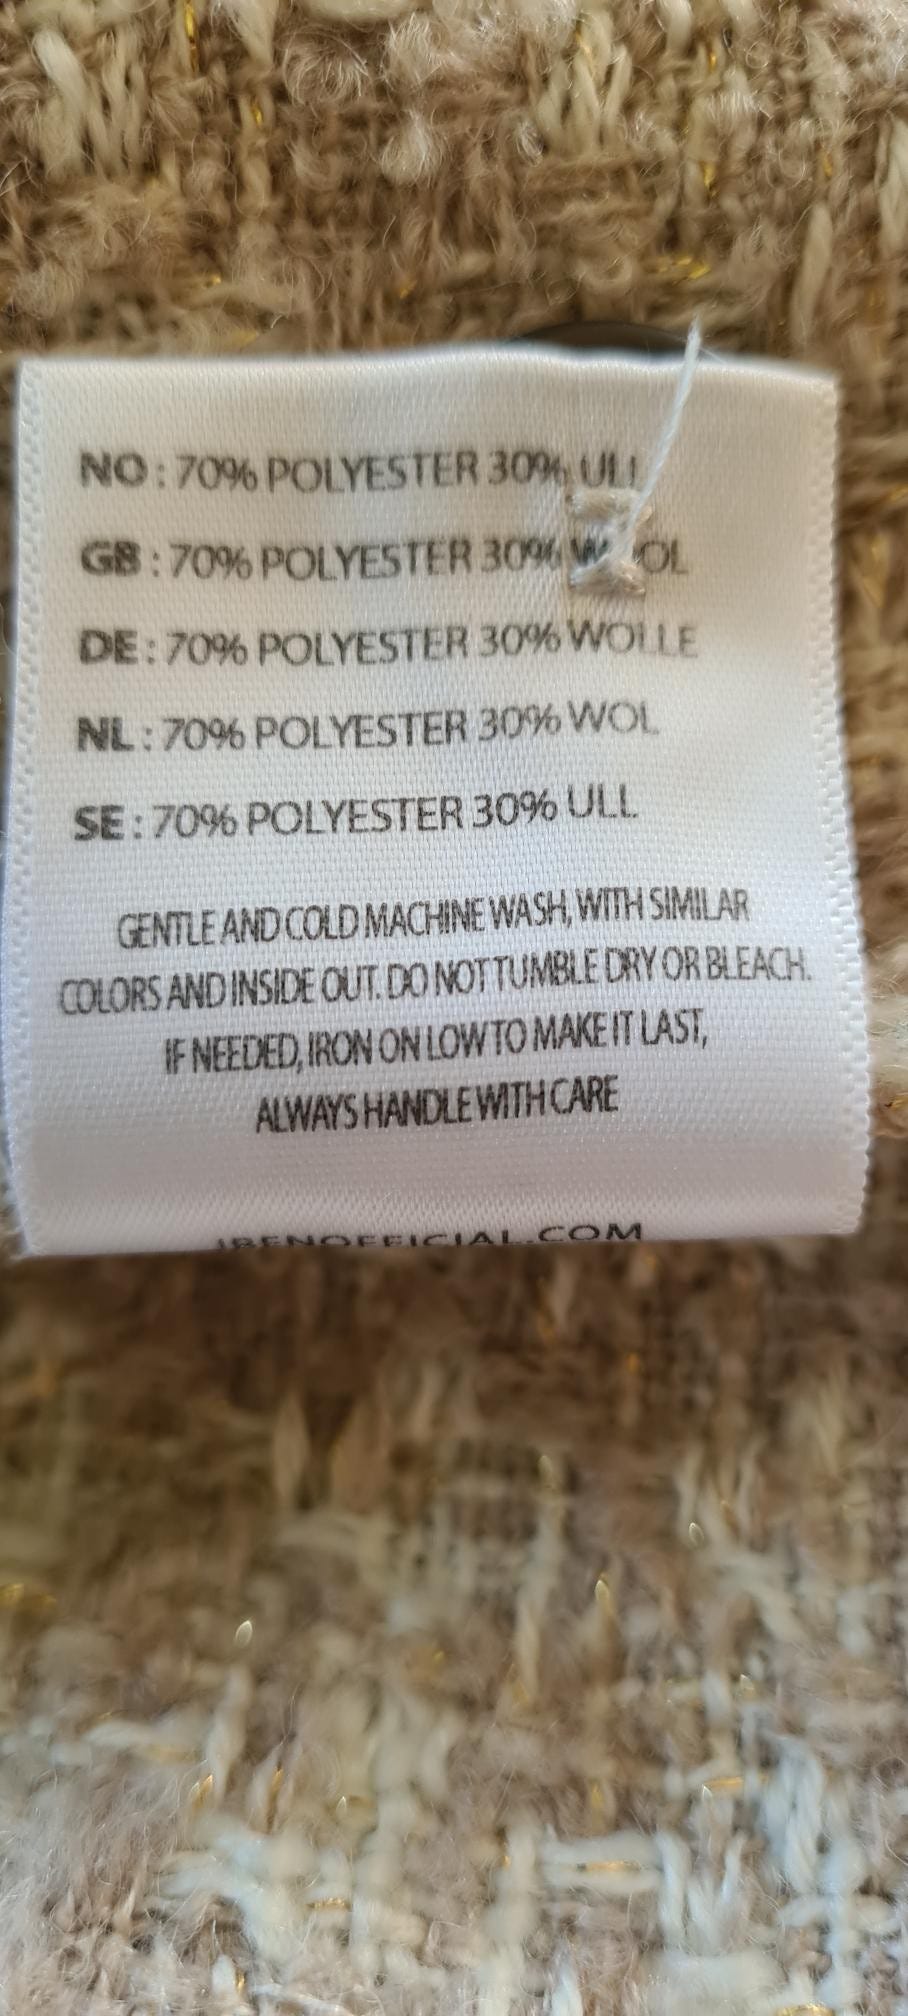 NO : 70% POLYESTER 30% ULL
GB : 70% POLYESTER 30% WOOL
DE : 70% POLYESTER 30% WOLLE
NL : 70% POLYESTER 30% WOL
SE : 70% POLYESTER 30% ULL
GENTLE AND COLD MACHINE WASH, WITH SIMILAR
COLORS AND INSIDE OUT. DO NOT TUMBLE DRY OR BLEACH.
IF NEEDED, IRON ON LOW TO MAKE IT LAST,
ALWAYS HANDLE WITH CARE
IBENOFFICIAL.COM